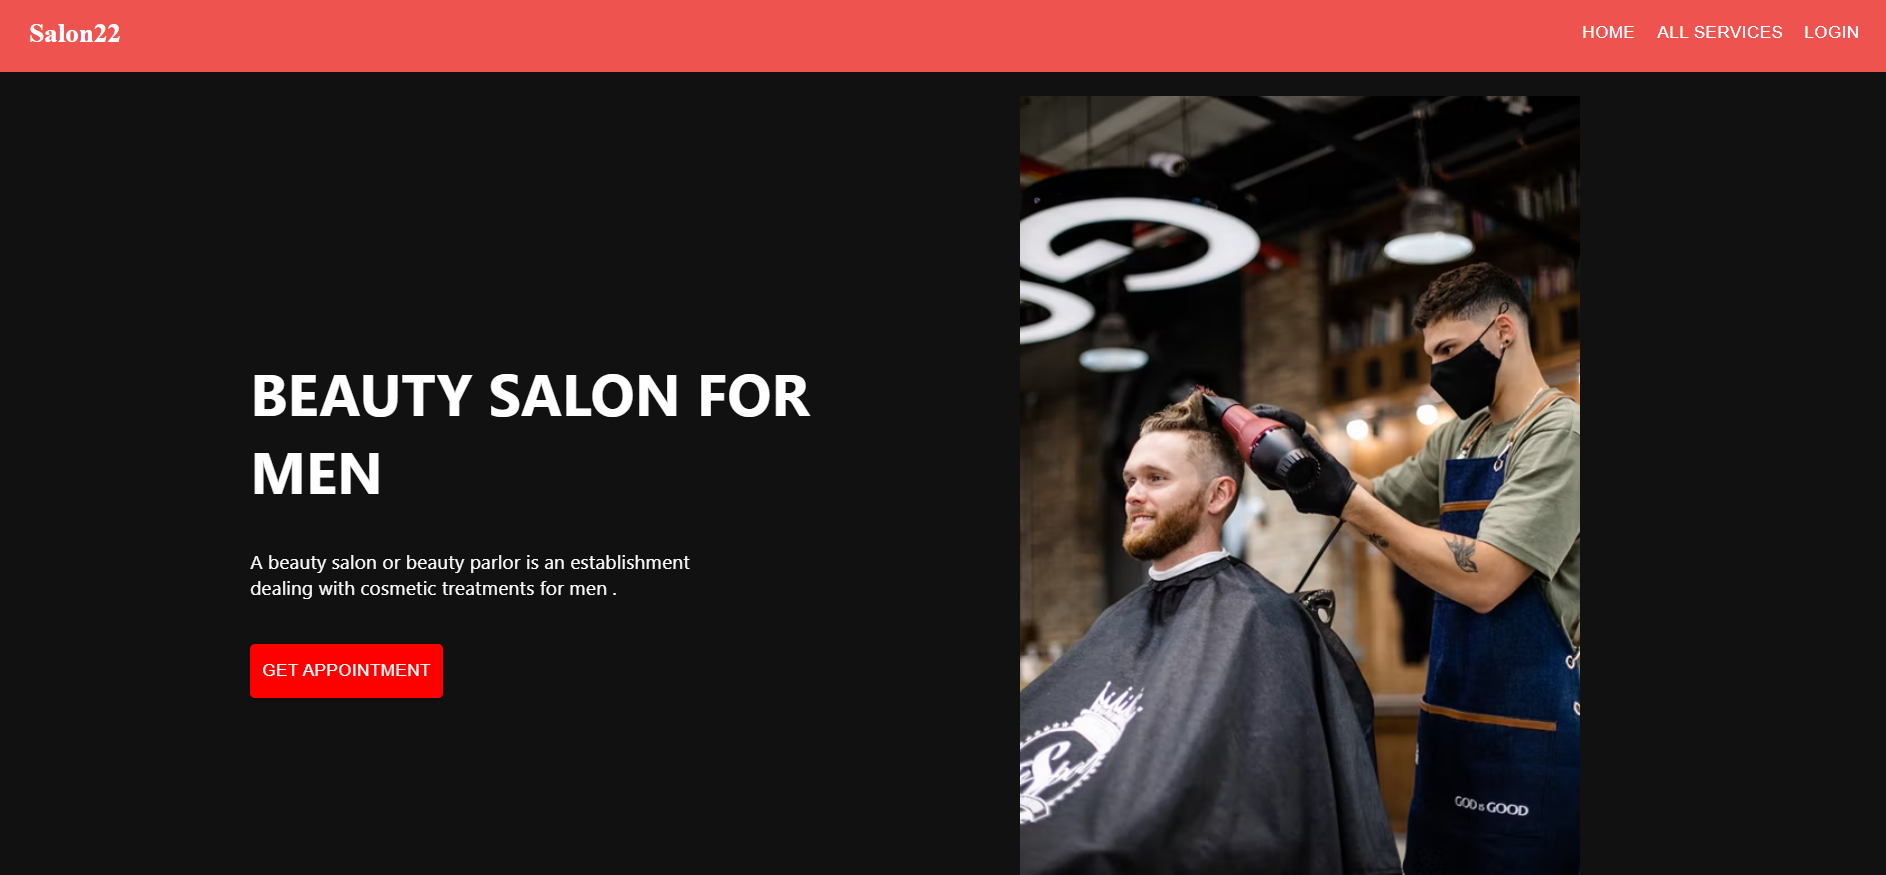 Salon22
HOME ALL SERVICES LOGIN
BEAUTY SALON FOR
MEN
A beauty salon or beauty parlor is an establishment
dealing with cosmetic treatments for men .
GET APPOINTMENT
GOD is GOOD